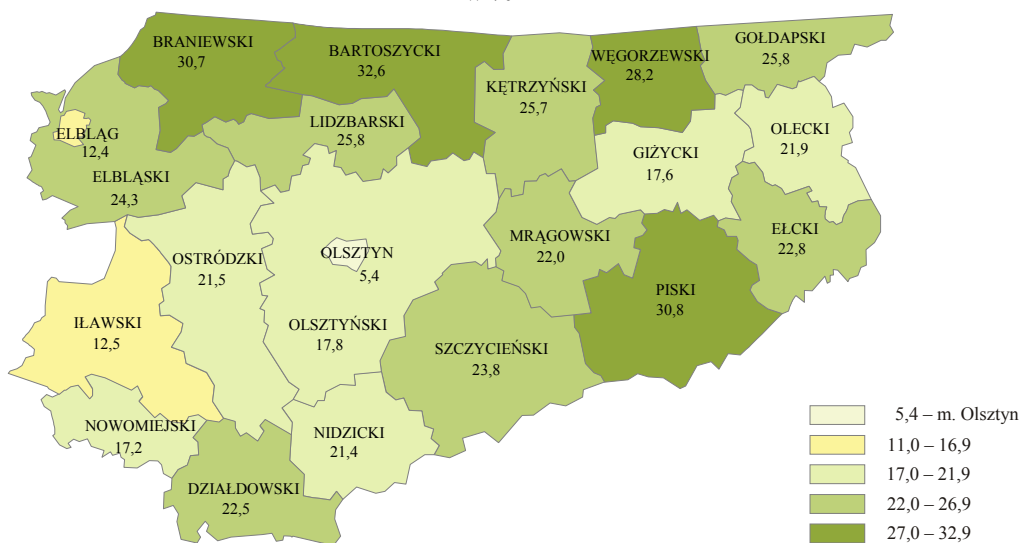 BRANIEWSKI
30,7
BARTOSZYCKI
32,6
WĘGORZEWSKI
28,2
GOŁDAPSKI
25,8
KĘTRZYŃSKI
25,7
LIDZBARSKI
25,8
ELBLĄG
12,4
ELBLĄSKI
24,3
GIŻYCKI
17,6
OLECKI
21,9
OSTRÓDZKI
21,5
OLSZTYN
5,4
MRĄGOWSKI
22,0
EŁCKI
22,8
IŁAWSKI
12,5
OLSZTYŃSKI
17,8
SZCZYCIEŃSKI
23,8
PISKI
30,8
NOWOMIEJSKI
17,2
NIDZICKI
21,4
DZIAŁDOWSKI
22,5
5,4 – m. Olsztyn
11,0 – 16,9
17,0 – 21,9
22,0 – 26,9
27,0 – 32,9